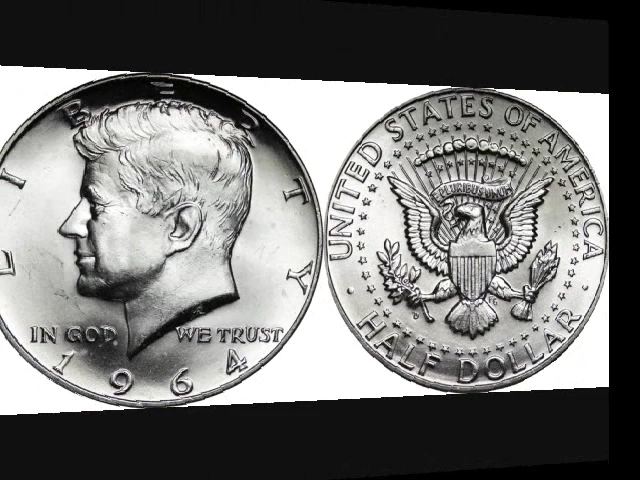 LIBERTY
IN GOD WE TRUST
1964
UNITED STATES OF AMERICA
E PLURIBUS UNUM
HALF DOLLAR